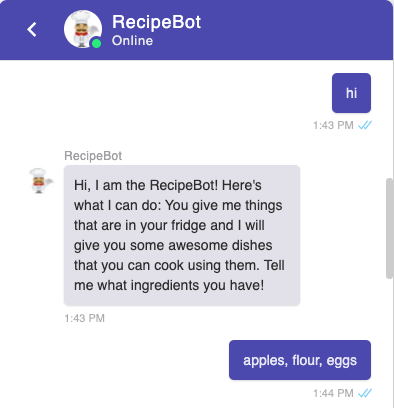 RecipeBot
Online
hi
1:43 PM
RecipeBot
Hi, I am the RecipeBot! Here's
what I can do: You give me things
that are in your fridge and I will
give you some awesome dishes
that you can cook using them. Tell
me what ingredients you have!
1:43 PM
apples, flour, eggs
1:44 PM